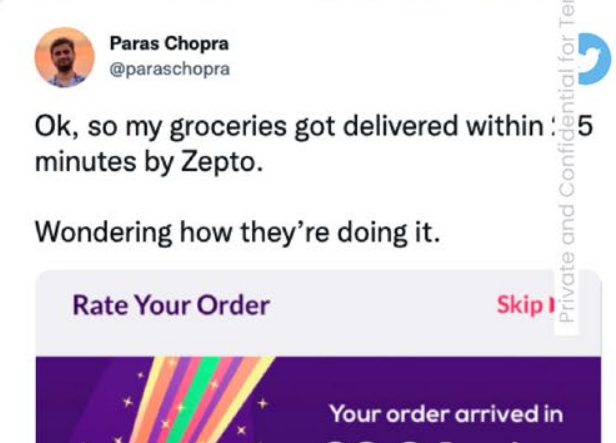 Paras Chopra
@paraschopra
Ok, so my groceries got delivered within 5
minutes by Zepto.
Wondering how they're doing it.
Rate Your Order
Skip
Your order arrived in
Private and Confidential for